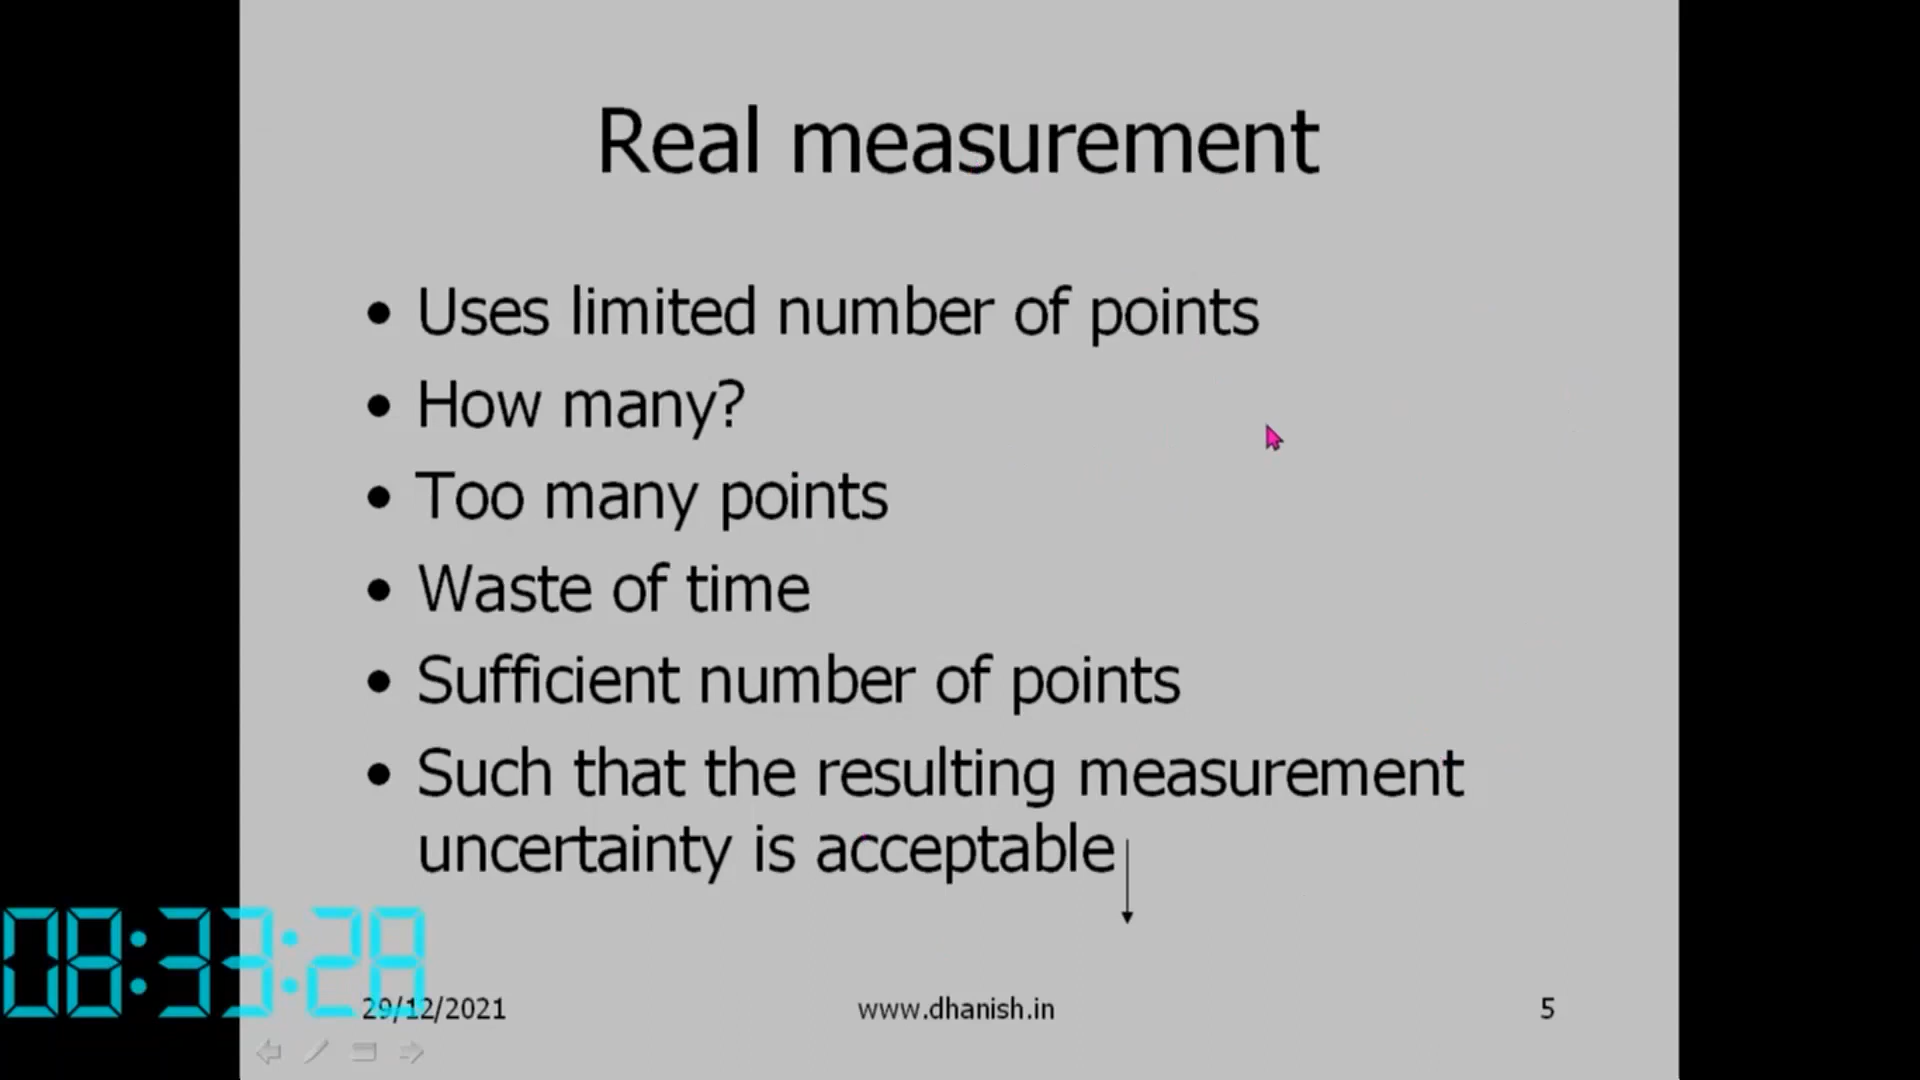 Real measurement
• Uses limited number of points
• How many?
• Too many points
• Waste of time
• Sufficient number of points
• Such that the resulting measurement
uncertainty is acceptable
08:33:28
29/12/2021
www.dhanish.in
5